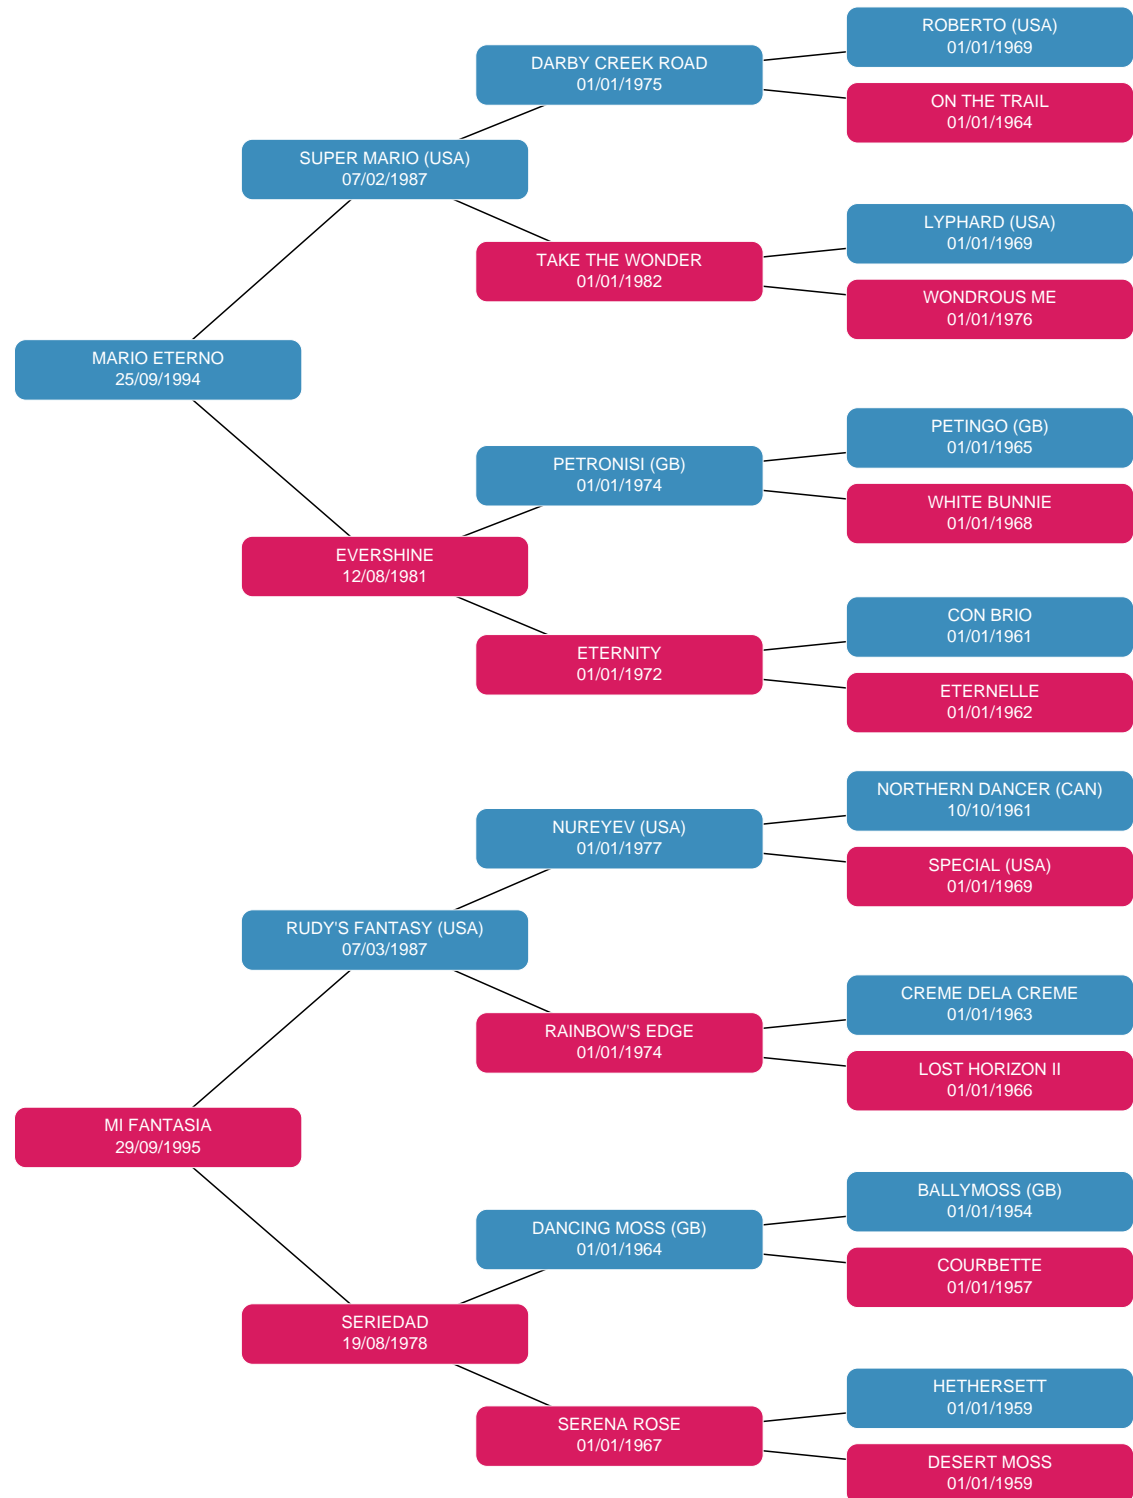 ROBERTO (USA)
01/01/1969
DARBY CREEK ROAD
01/01/1975
ON THE TRAIL
01/01/1964
SUPER MARIO (USA)
07/02/1987
LYPHARD (USA)
01/01/1969
TAKE THE WONDER
01/01/1982
WONDROUS ME
01/01/1976
MARIO ETERNO
25/09/1994
PETINGO (GB)
01/01/1965
PETRONISI (GB)
01/01/1974
WHITE BUNNIE
01/01/1968
EVERSHINE
12/08/1981
CON BRIO
01/01/1961
ETERNITY
01/01/1972
ETERNELLE
01/01/1962
NORTHERN DANCER (CAN)
10/10/1961
NUREYEV (USA)
01/01/1977
SPECIAL (USA)
01/01/1969
RUDY'S FANTASY (USA)
07/03/1987
CREME DELA CREME
01/01/1963
RAINBOW'S EDGE
01/01/1974
LOST HORIZON II
01/01/1966
MI FANTASIA
29/09/1995
BALLYMOSS (GB)
01/01/1954
DANCING MOSS (GB)
01/01/1964
COURBETTE
01/01/1957
SERIEDAD
19/08/1978
HETHERSETT
01/01/1959
SERENA ROSE
01/01/1967
DESERT MOSS
01/01/1959